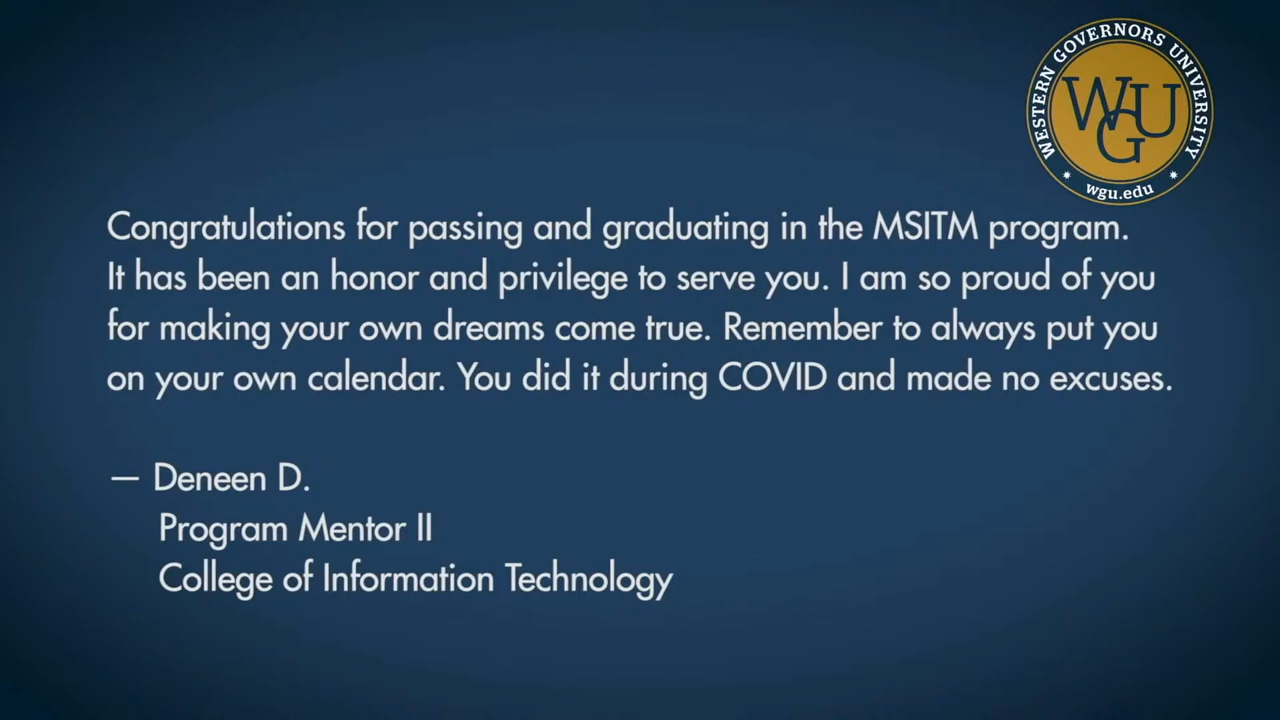 WESTERN GOVERNORS UNIVERSITY
WGU
wgu.edu
Congratulations for passing and graduating in the MSITM program.
It has been an honor and privilege to serve you. I am so proud of you
for making your own dreams come true. Remember to always put you
on your own calendar. You did it during COVID and made no excuses.
— Deneen D.
Program Mentor II
College of Information Technology